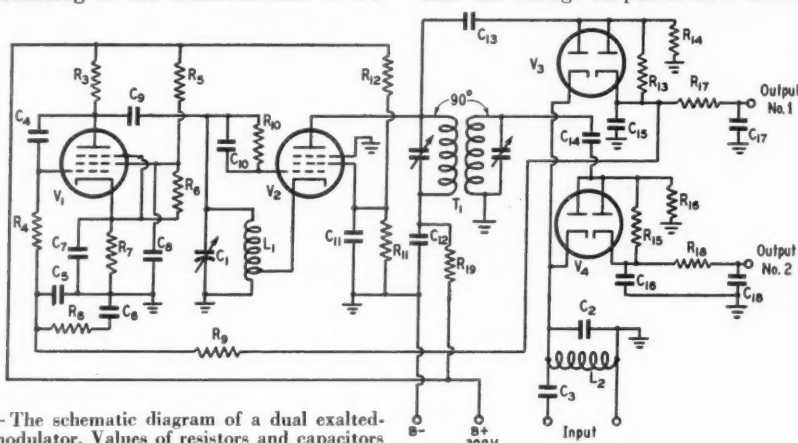 C13
V3
R14
R13
R17
Output
No. 1
C15
C17
R3
R5
R12
C4
C9
R10
C10
90°
T1
C14
V1
V2
R6
R4
C7
R7
C8
C1
L1
C11
R11
C12
R19
V4
R16
R15
R18
Output
No. 2
C16
C18
C5
C6
R8
R9
C2
L2
C3
B-
B+
Input
- The schematic diagram of a dual exalted-
modulator. Values of resistors and capacitors